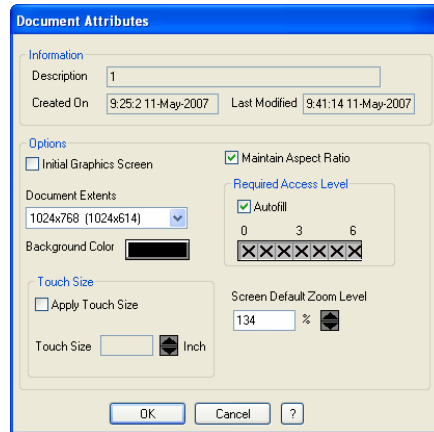 Document Attributes
Information
Description 1
Created On 9:25:2 11-May-2007 Last Modified 9:41:14 11-May-2007
Options
Initial Graphics Screen
Maintain Aspect Ratio
Document Extents
1024x768 (1024x614)
Background Color
Required Access Level
Autofill
0 3 6
Touch Size
Apply Touch Size
Touch Size Inch
Screen Default Zoom Level
134 %
OK Cancel ?